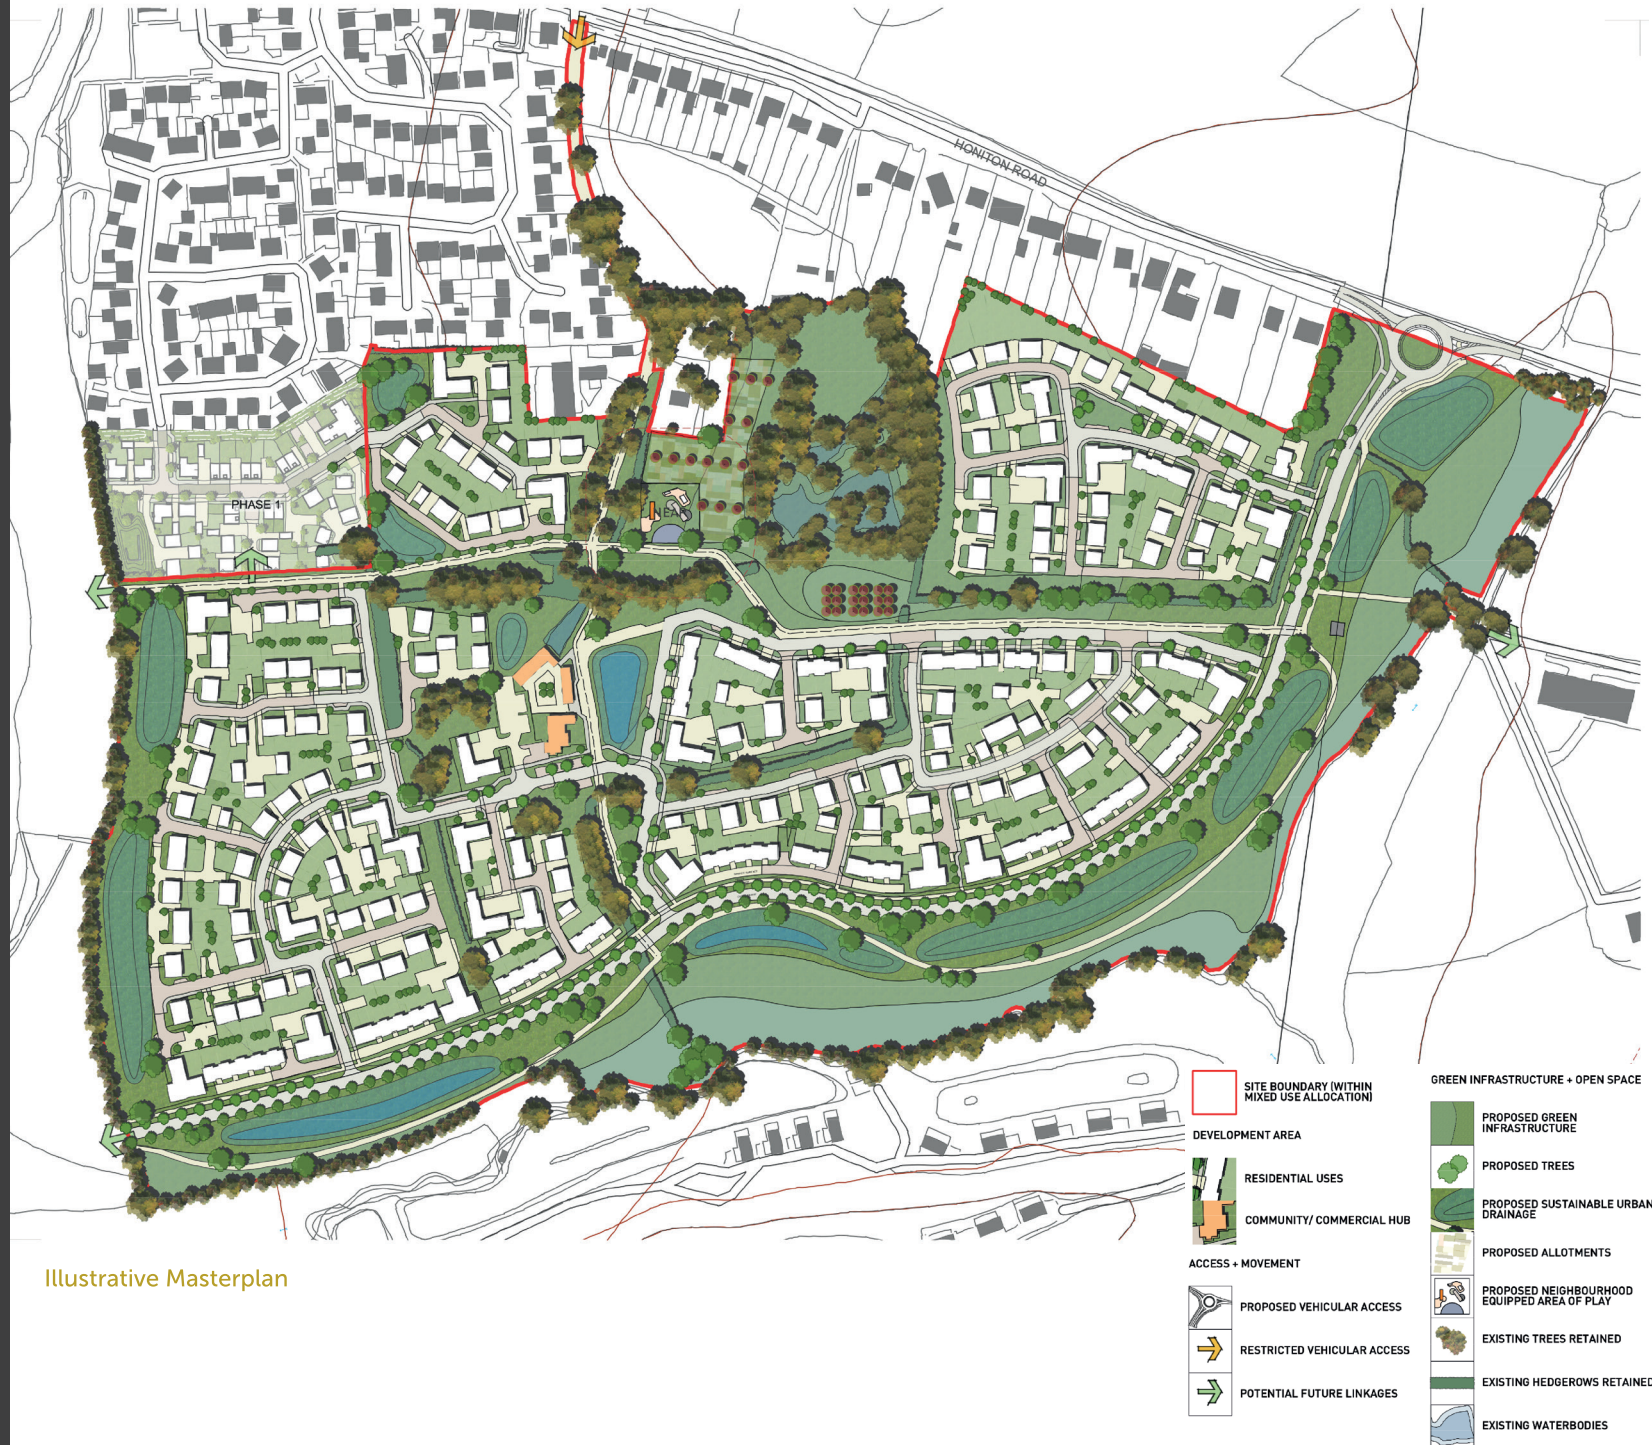 HONITON ROAD
PHASE 1
NEAP
Illustrative Masterplan
SITE BOUNDARY (WITHIN
MIXED USE ALLOCATION)
DEVELOPMENT AREA
RESIDENTIAL USES
COMMUNITY/ COMMERCIAL HUB
ACCESS + MOVEMENT
PROPOSED VEHICULAR ACCESS
RESTRICTED VEHICULAR ACCESS
POTENTIAL FUTURE LINKAGES
GREEN INFRASTRUCTURE + OPEN SPACE
PROPOSED GREEN
INFRASTRUCTURE
PROPOSED TREES
PROPOSED SUSTAINABLE URBAN
DRAINAGE
PROPOSED ALLOTMENTS
PROPOSED NEIGHBOURHOOD
EQUIPPED AREA OF PLAY
EXISTING TREES RETAINED
EXISTING HEDGEROWS RETAINED
EXISTING WATERBODIES